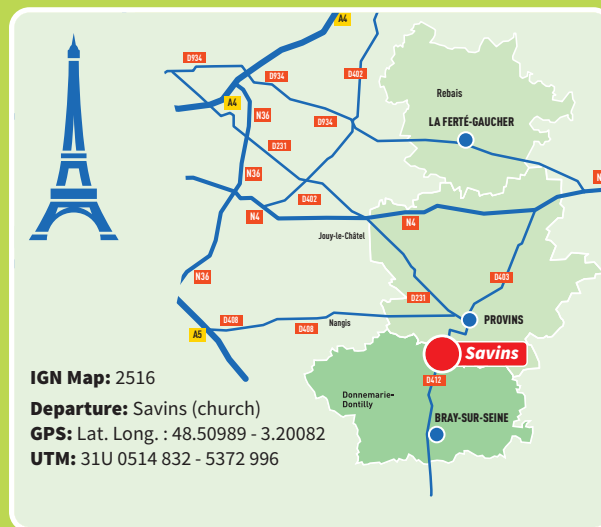 A4
D934
D934
D402
A4
Rebais
N36
D934
LA FERTÉ-GAUCHER
D231
N36
D402
N4
N4
Jouy-le-Châtel
N36
D403
D231
D408
D408
Nangis
PROVINS
A5
Savins
D412
Donnemarie-
Dontilly
BRAY-SUR-SEINE
IGN Map: 2516
Departure: Savins (church)
GPS: Lat. Long. : 48.50989 - 3.20082
UTM: 31U 0514 832 - 5372 996